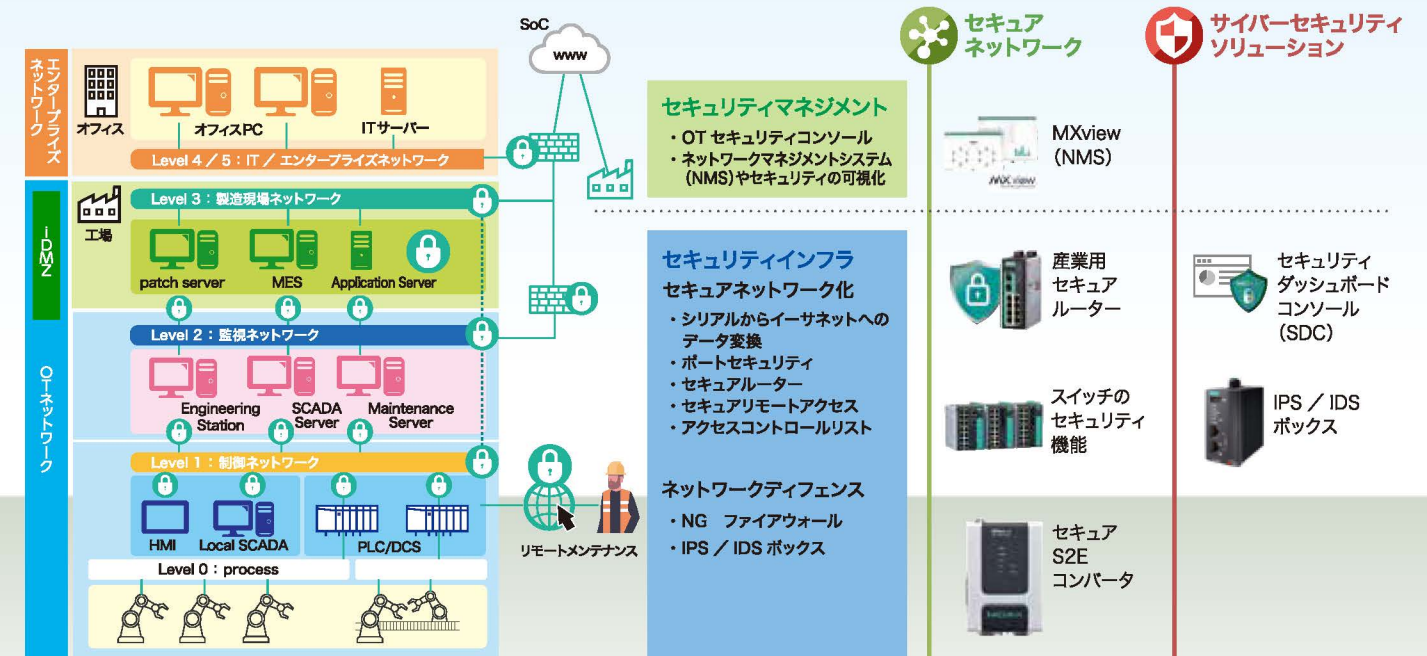 エンタープライズ
ネットワーク
オフィス
オフィスPC
ITサーバー
Level 4 / 5：IT / エンタープライズネットワーク
SoC
www
iDMZ
工場
Level 3：製造現場ネットワーク
patch server
MES
Application Server
OTネットワーク
Level 2：監視ネットワーク
Engineering
Station
SCADA
Server
Maintenance
Server
Level 1：制御ネットワーク
HMI
Local SCADA
PLC/DCS
Level 0：process
リモートメンテナンス
セキュリティマネジメント
・OT セキュリティコンソール
・ネットワークマネジメントシステム
(NMS)やセキュリティの可視化
セキュリティインフラ
セキュアネットワーク化
・シリアルからイーサネットへの
データ変換
・ポートセキュリティ
・セキュアルーター
・セキュアリモートアクセス
・アクセスコントロールリスト
ネットワークディフェンス
・NG　ファイアウォール
・IPS / IDS ボックス
セキュア
ネットワーク
MXview
MXview
(NMS)
産業用
セキュア
ルーター
スイッチの
セキュリティ
機能
MOXA
セキュア
S2E
コンバータ
サイバーセキュリティ
ソリューション
セキュリティ
ダッシュボード
コンソール
(SDC)
IPS / IDS
ボックス